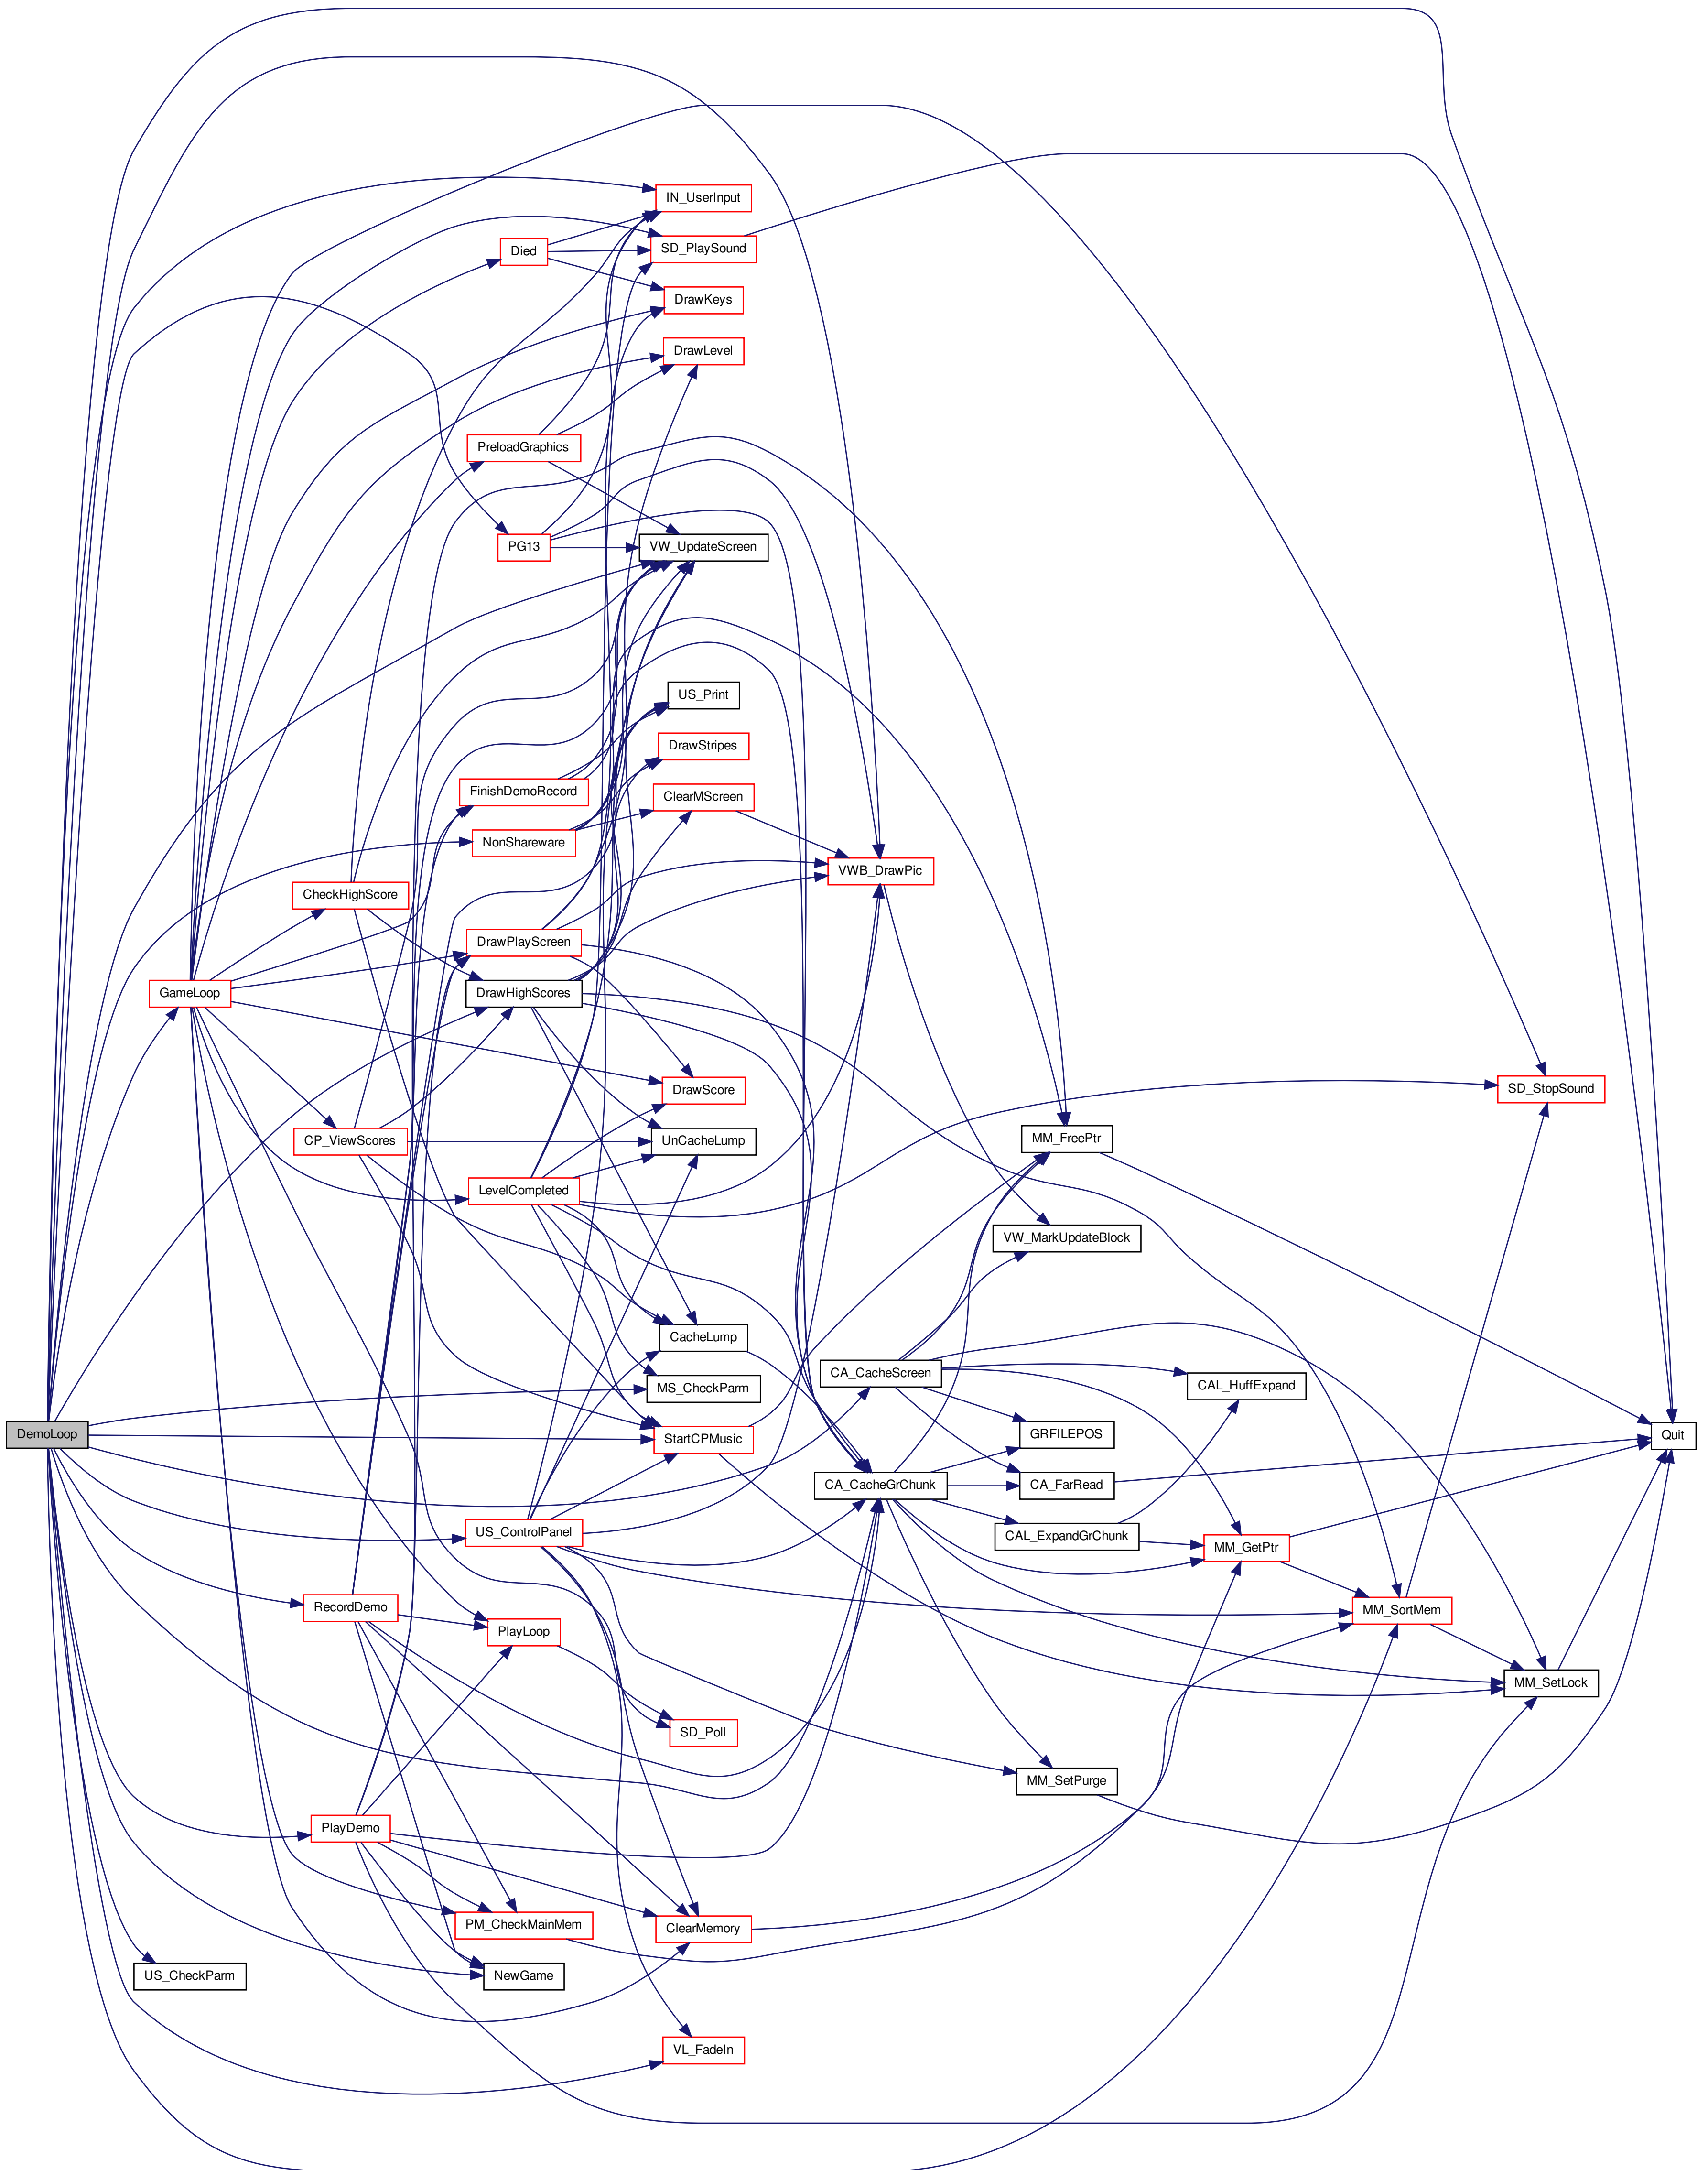 IN_UserInput
SD_PlaySound
Died
DrawKeys
DrawLevel
PreloadGraphics
PG13
VW_UpdateScreen
US_Print
DrawStripes
FinishDemoRecord
ClearMScreen
NonShareware
VWB_DrawPic
CheckHighScore
DrawPlayScreen
GameLoop
DrawHighScores
DrawScore
SD_StopSound
CP_ViewScores
UnCacheLump
MM_FreePtr
LevelCompleted
VW_MarkUpdateBlock
CacheLump
CA_CacheScreen
MS_CheckParm
CAL_HuffExpand
DemoLoop
StartCPMusic
GRFILEPOS
Quit
CA_CacheGrChunk
CA_FarRead
US_ControlPanel
CAL_ExpandGrChunk
MM_GetPtr
RecordDemo
MM_SortMem
PlayLoop
MM_SetLock
SD_Poll
MM_SetPurge
PlayDemo
PM_CheckMainMem
ClearMemory
US_CheckParm
NewGame
VL_FadeIn